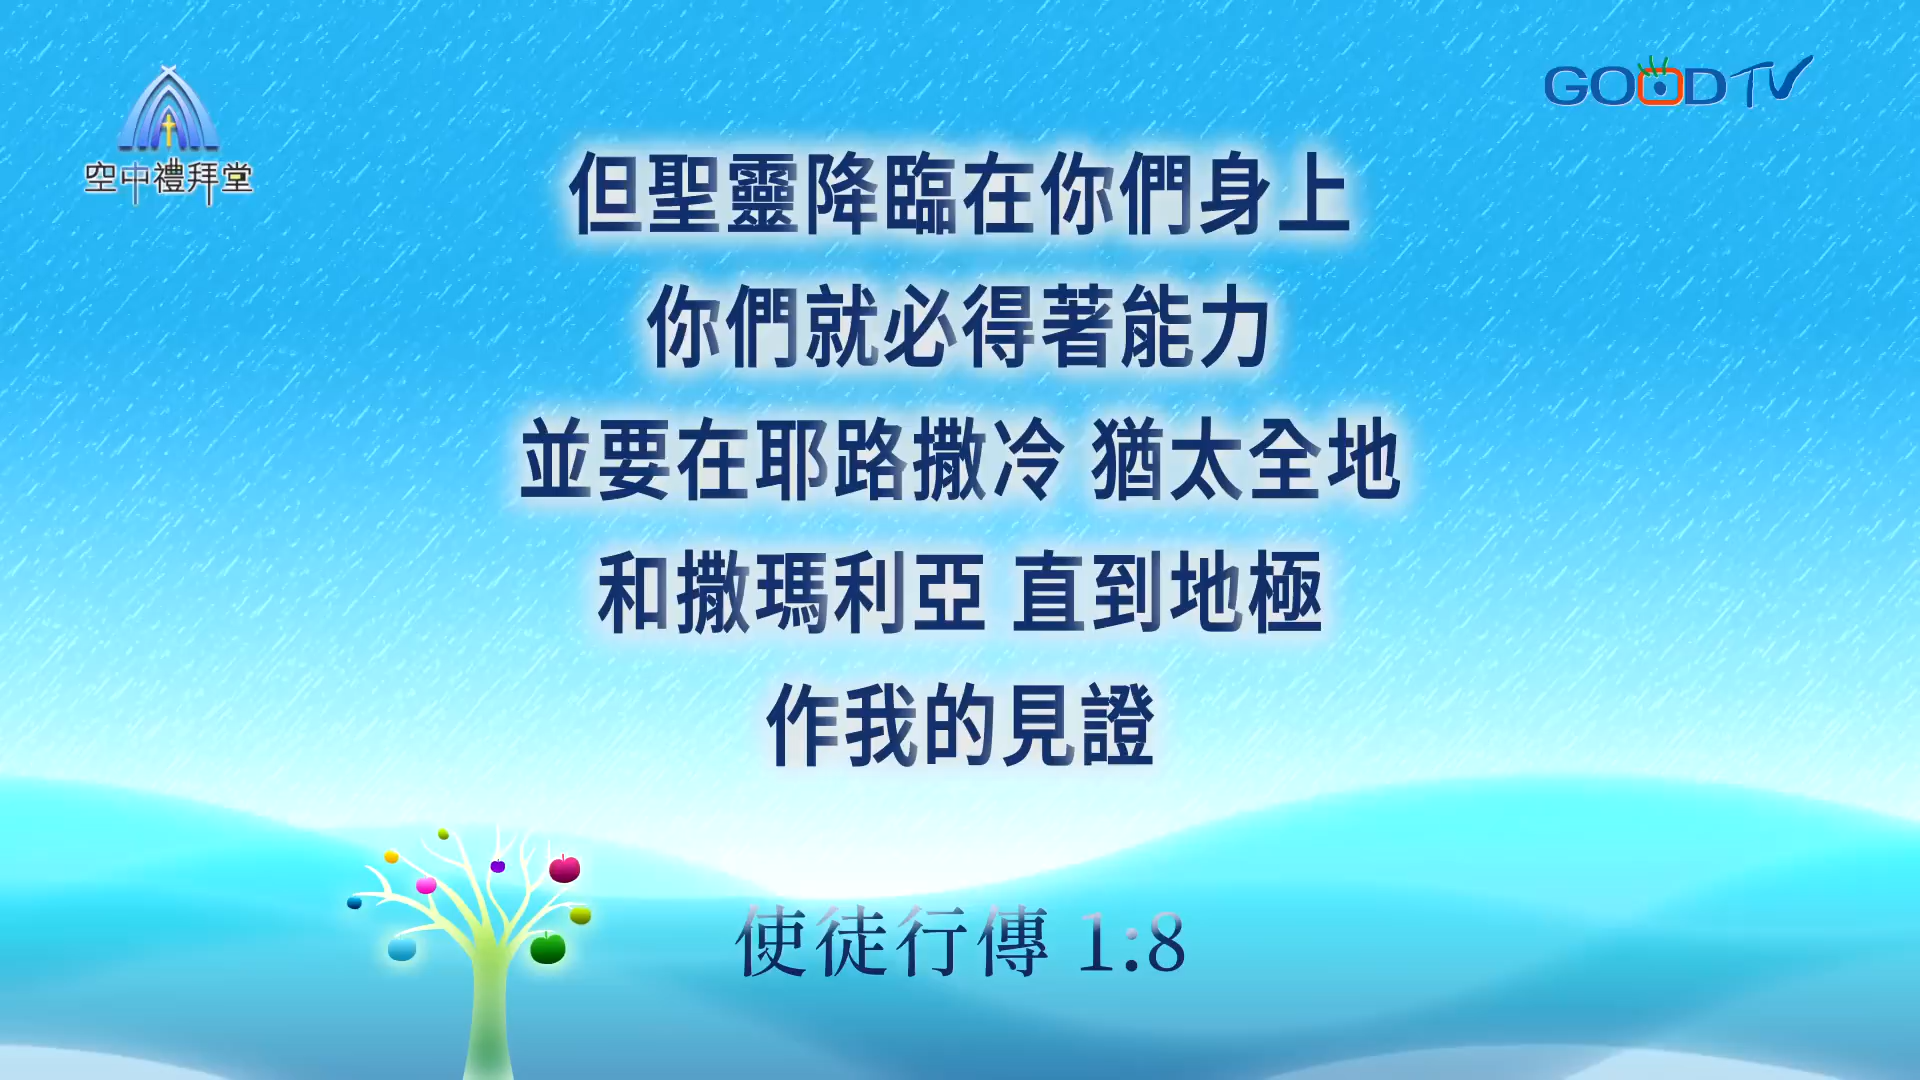 空中禮拜堂
GOODTV
但聖靈降臨在你們身上
你們就必得著能力
並要在耶路撒冷 猶太全地
和撒瑪利亞 直到地極
作我的見證
使徒行傳 1:8